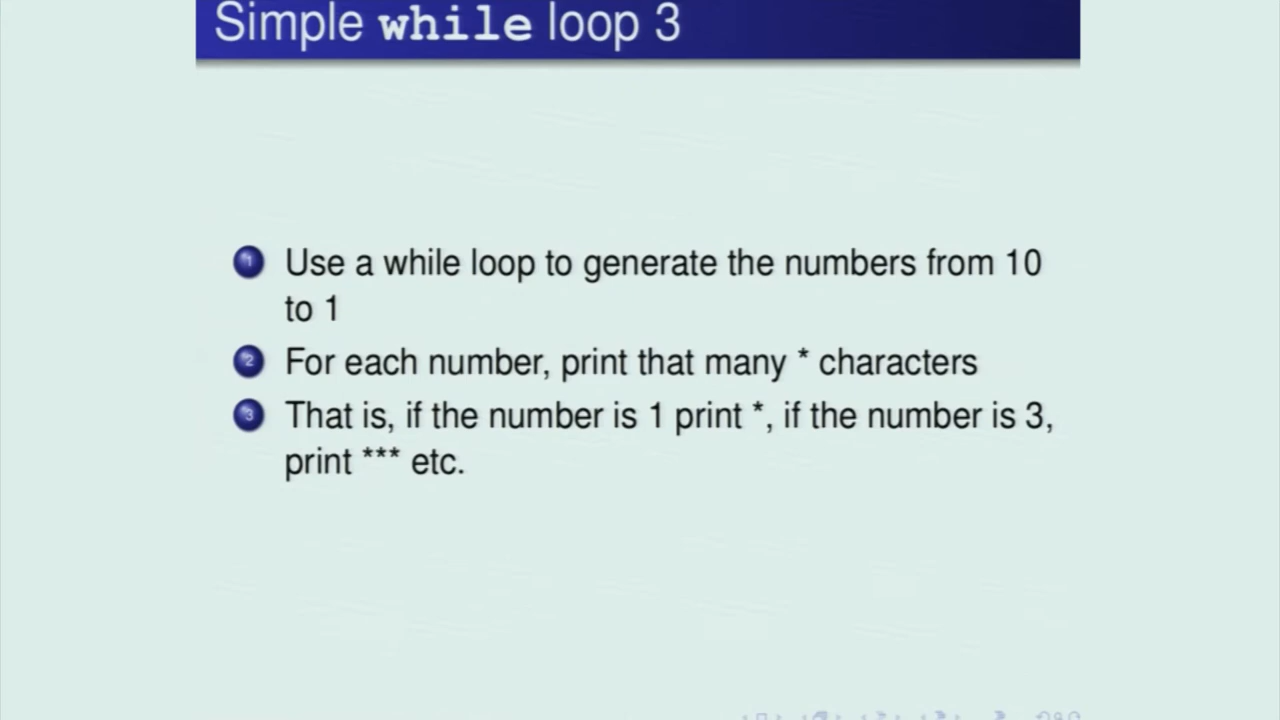 Simple while loop 3
1 Use a while loop to generate the numbers from 10
to 1
2 For each number, print that many * characters
3 That is, if the number is 1 print *, if the number is 3,
print *** etc.